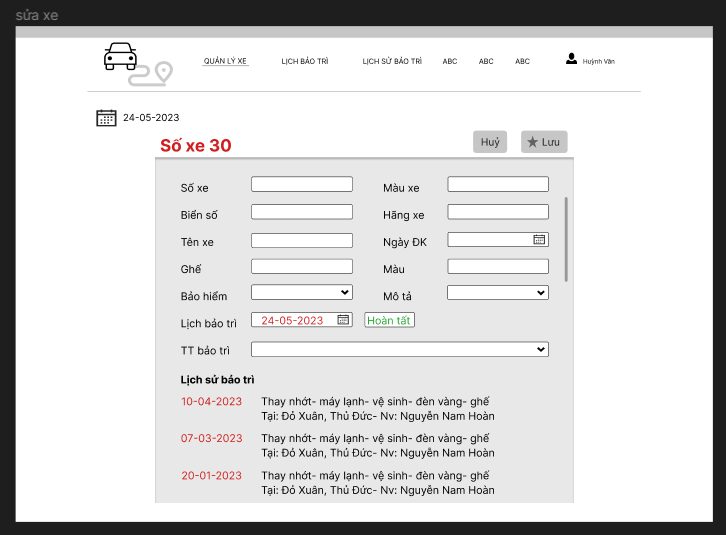 sửa xe
QUẢN LÝ XE LỊCH BẢO TRÌ LỊCH SỬ BẢO TRÌ ABC ABC ABC Huỳnh Văn
24-05-2023
Số xe 30 Huỷ Lưu
Số xe Màu xe
Biển số Hãng xe
Tên xe Ngày ĐK
Ghế Màu
Bảo hiểm Mô tả
Lịch bảo trì 24-05-2023 Hoàn tất
TT bảo trì
Lịch sử bảo trì
10-04-2023 Thay nhớt- máy lạnh- vệ sinh- đèn vàng- ghế
Tại: Đỏ Xuân, Thủ Đức- Nv: Nguyễn Nam Hoàn
07-03-2023 Thay nhớt- máy lạnh- vệ sinh- đèn vàng- ghế
Tại: Đỏ Xuân, Thủ Đức- Nv: Nguyễn Nam Hoàn
20-01-2023 Thay nhớt- máy lạnh- vệ sinh- đèn vàng- ghế
Tại: Đỏ Xuân, Thủ Đức- Nv: Nguyễn Nam Hoàn